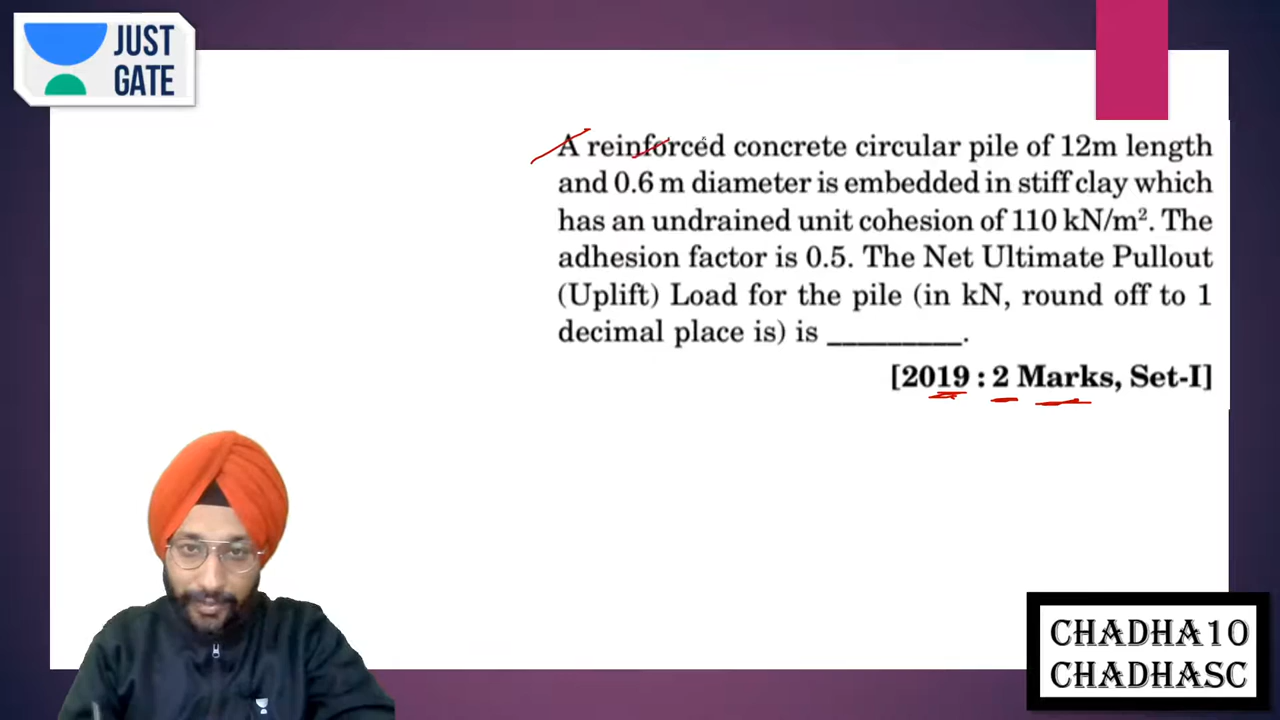 JUST
GATE
A reinforced concrete circular pile of 12m length
and 0.6 m diameter is embedded in stiff clay which
has an undrained unit cohesion of 110 kN/m². The
adhesion factor is 0.5. The Net Ultimate Pullout
(Uplift) Load for the pile (in kN, round off to 1
decimal place is) is _________.
[2019 : 2 Marks, Set-I]
CHADHA10
CHADHASC